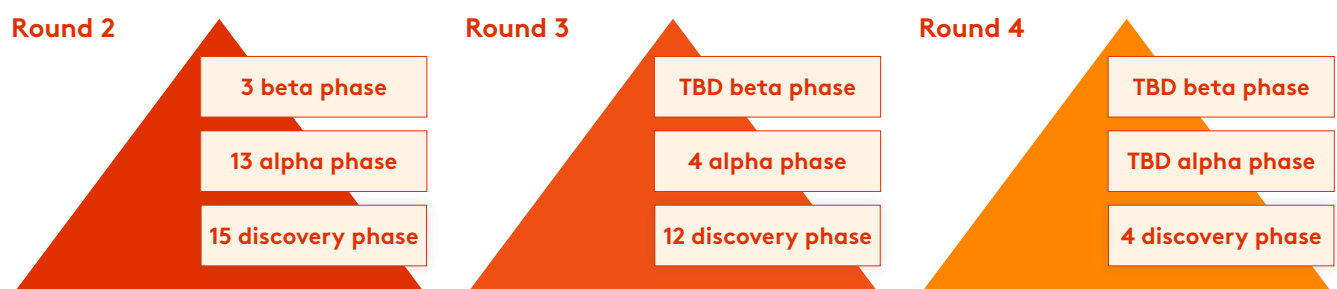 Round 2
3 beta phase
13 alpha phase
15 discovery phase
Round 3
TBD beta phase
4 alpha phase
12 discovery phase
Round 4
TBD beta phase
TBD alpha phase
4 discovery phase